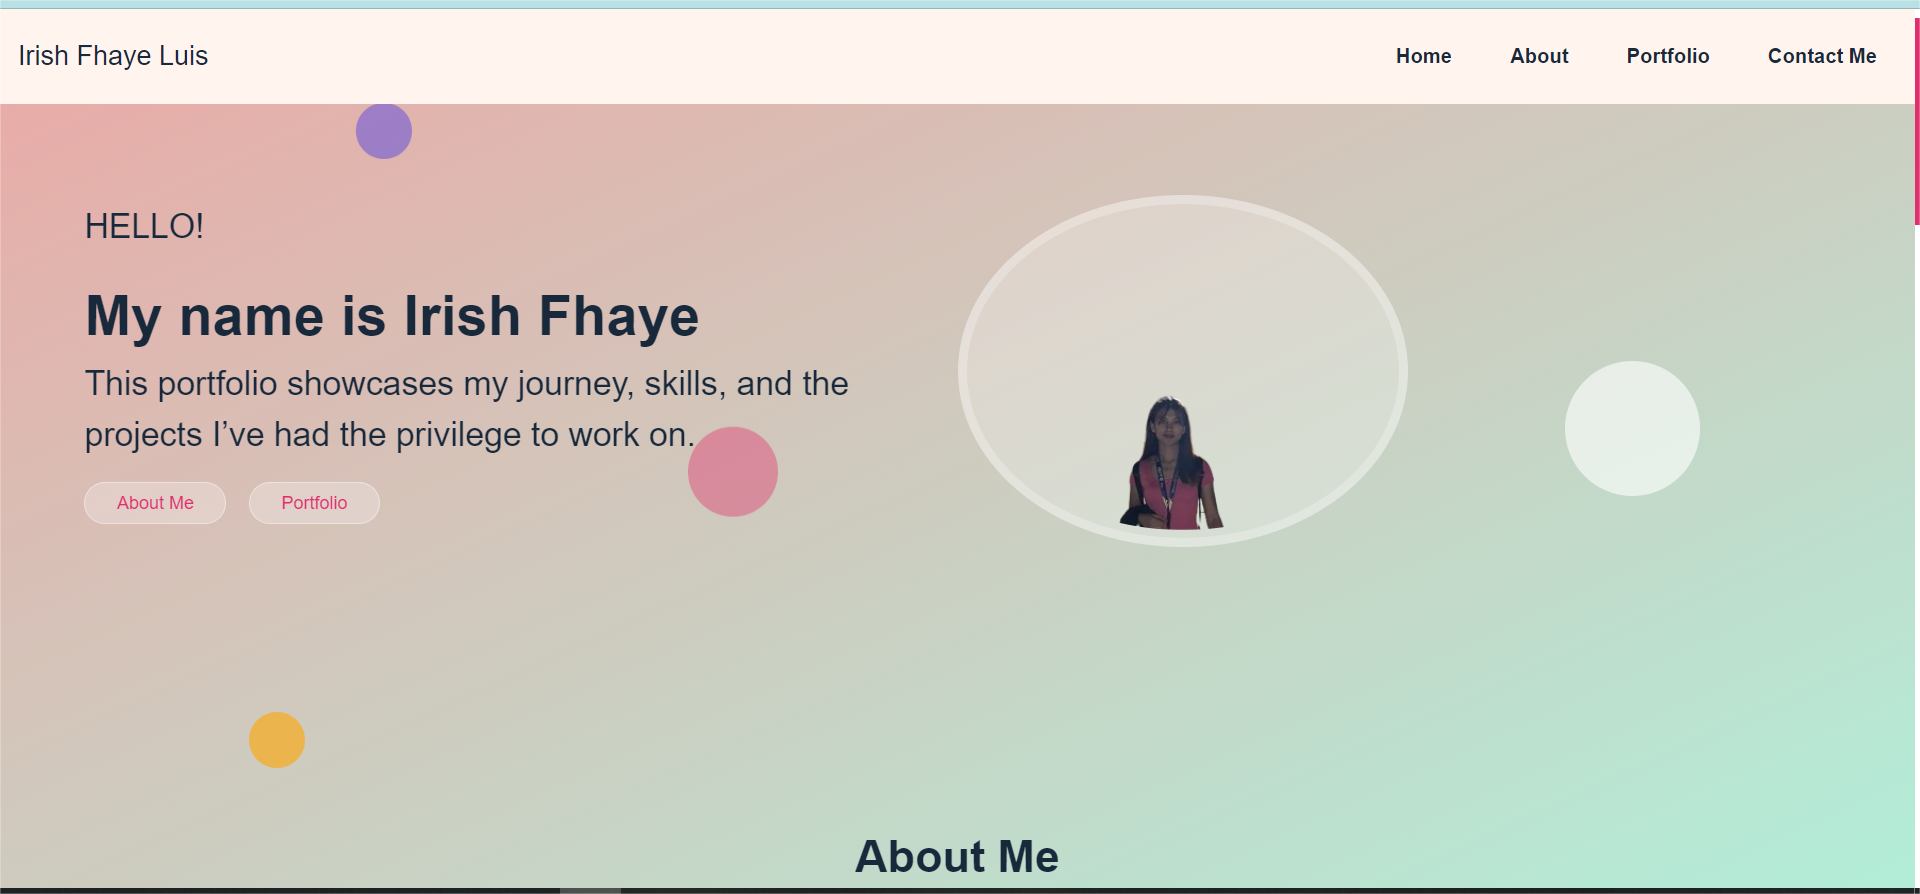 Irish Fhaye Luis
Home About Portfolio Contact Me
HELLO!
My name is Irish Fhaye
This portfolio showcases my journey, skills, and the
projects I’ve had the privilege to work on.
About Me Portfolio
About Me